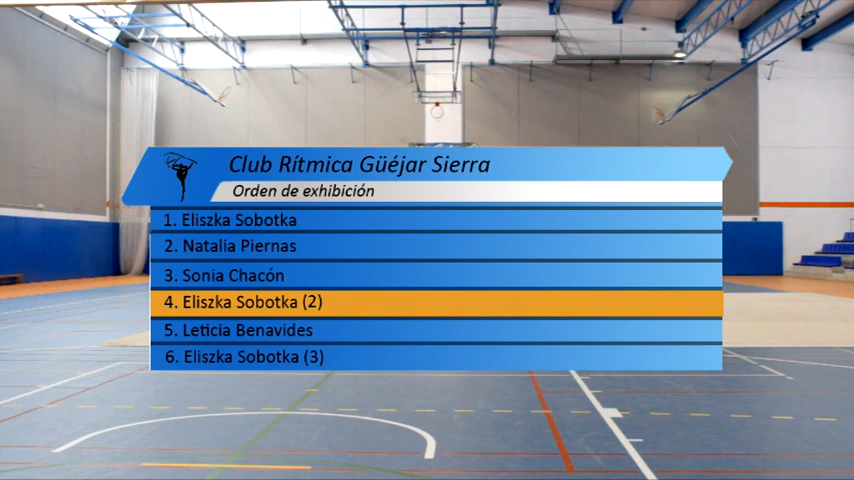 Club Rítmica Güéjar Sierra
Orden de exhibición
1. Eliszka Sobotka
2. Natalia Piernas
3. Sonia Chacón
4. Eliszka Sobotka (2)
5. Leticia Benavides
6. Eliszka Sobotka (3)